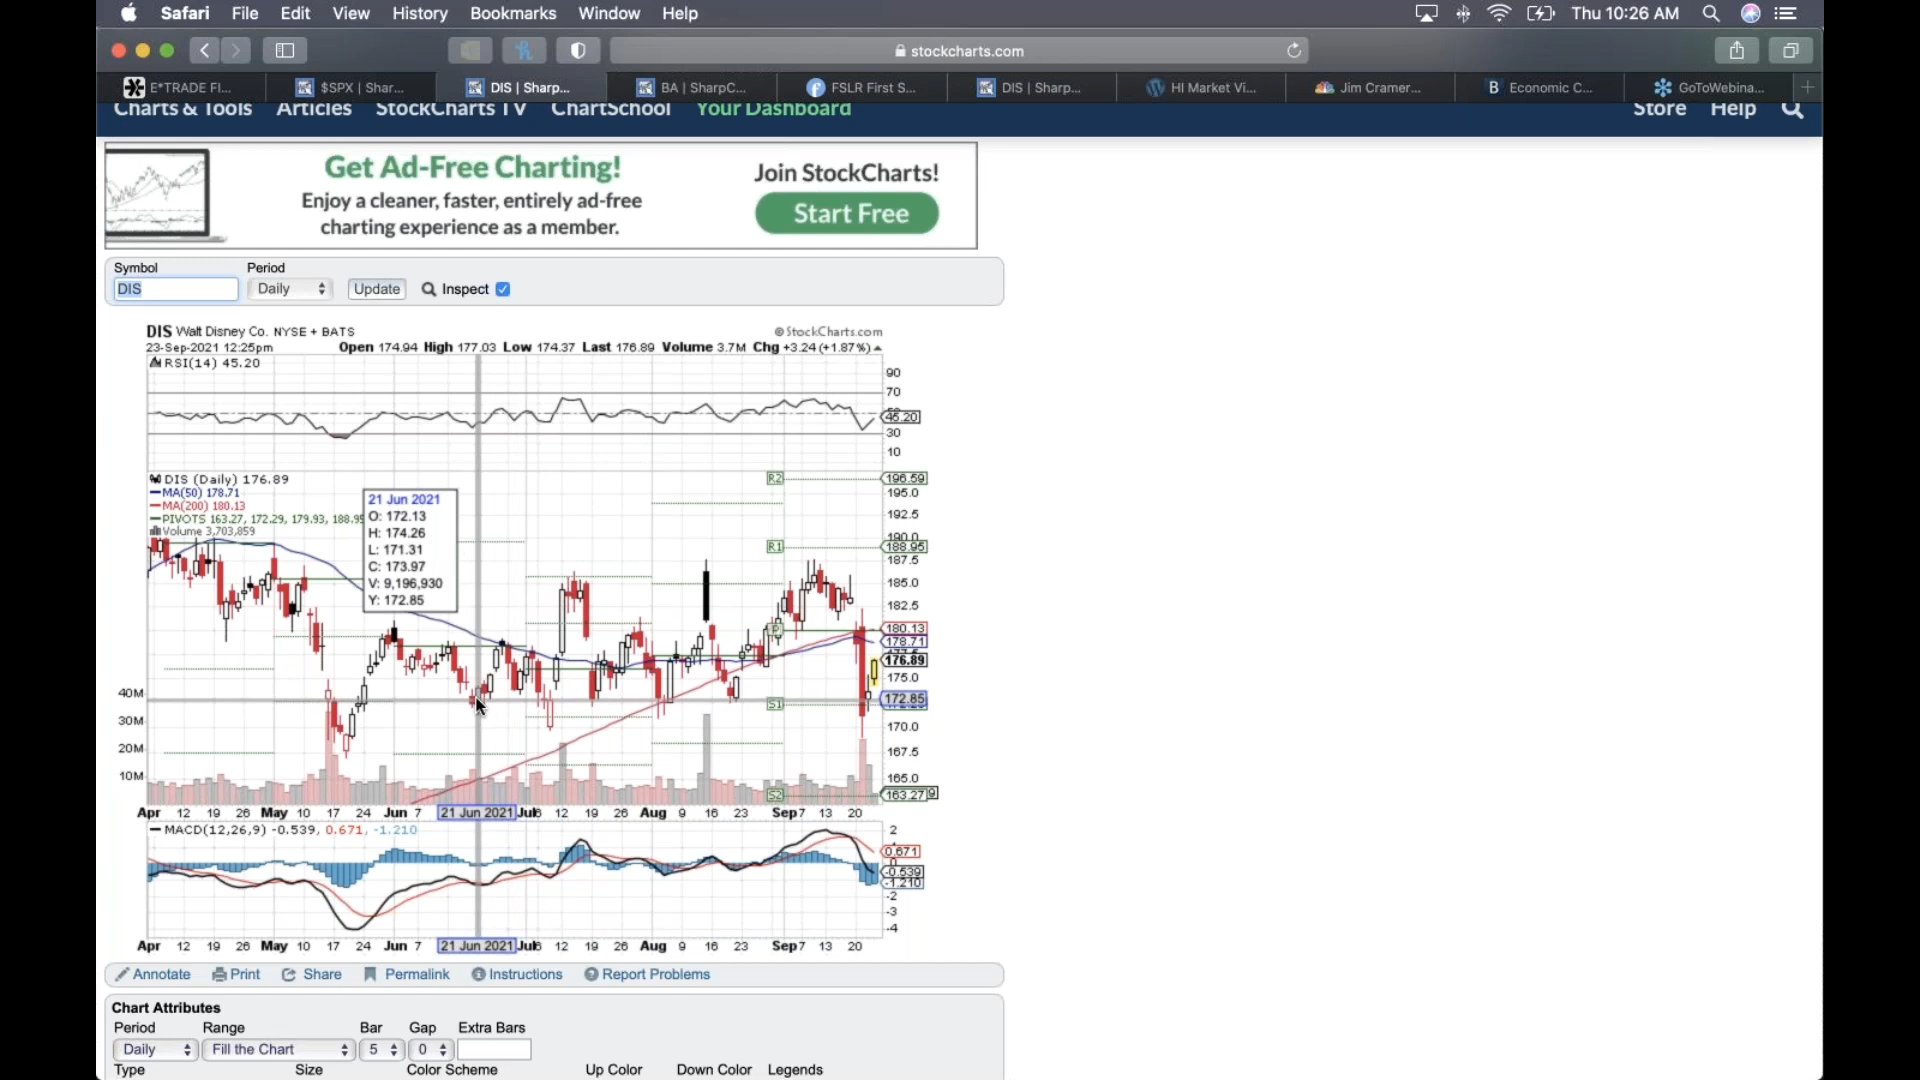 Safari File Edit View History Bookmarks Window Help Thu 10:26 AM
stockcharts.com
E*TRADE Fi... $SPX | Shar... DIS | Sharp... BA | SharpC... FSLR First S... DIS | Sharp... HI Market Vi... Jim Cramer... Economic C... GoToWebina...
Charts & Tools Articles StockCharts TV ChartSchool Your Dashboard Store Help
Get Ad-Free Charting!
Enjoy a cleaner, faster, entirely ad-free
charting experience as a member.
Join StockCharts!
Start Free
Symbol Period
DIS Daily Update Inspect
DIS Walt Disney Co. NYSE + BATS © StockCharts.com
23-Sep-2021 12:25pm Open 174.94 High 177.03 Low 174.37 Last 176.89 Volume 3.7M Chg +3.24 (+1.87%)
RSI(14) 45.20
90
70
45.20
30
10
DIS (Daily) 176.89
MA(50) 178.71
MA(200) 180.13
PIVOTS 163.27, 172.29, 179.93, 188.95
Volume 3,703,859
21 Jun 2021
O: 172.13
H: 174.26
L: 171.31
C: 173.97
V: 9,196,930
Y: 172.85
R2 196.59
195.0
192.5
190.0
R1 188.95
187.5
185.0
182.5
P 180.13
178.71
176.89
175.0
S1 172.85
170.0
167.5
165.0
S2 163.27
40M
30M
20M
10M
Apr 12 19 26 May 10 17 24 Jun 7 21 Jun 2021 Jul 6 12 19 26 Aug 9 16 23 Sep 7 13 20
MACD(12,26,9) -0.539, 0.671, -1.210
2
0.671
-0.539
-1.210
-2
-3
-4
Apr 12 19 26 May 10 17 24 Jun 7 21 Jun 2021 Jul 6 12 19 26 Aug 9 16 23 Sep 7 13 20
Annotate Print Share Permalink Instructions Report Problems
Chart Attributes
Period Range Bar Gap Extra Bars
Daily Fill the Chart 5 0
Type Size Color Scheme Up Color Down Color Legends